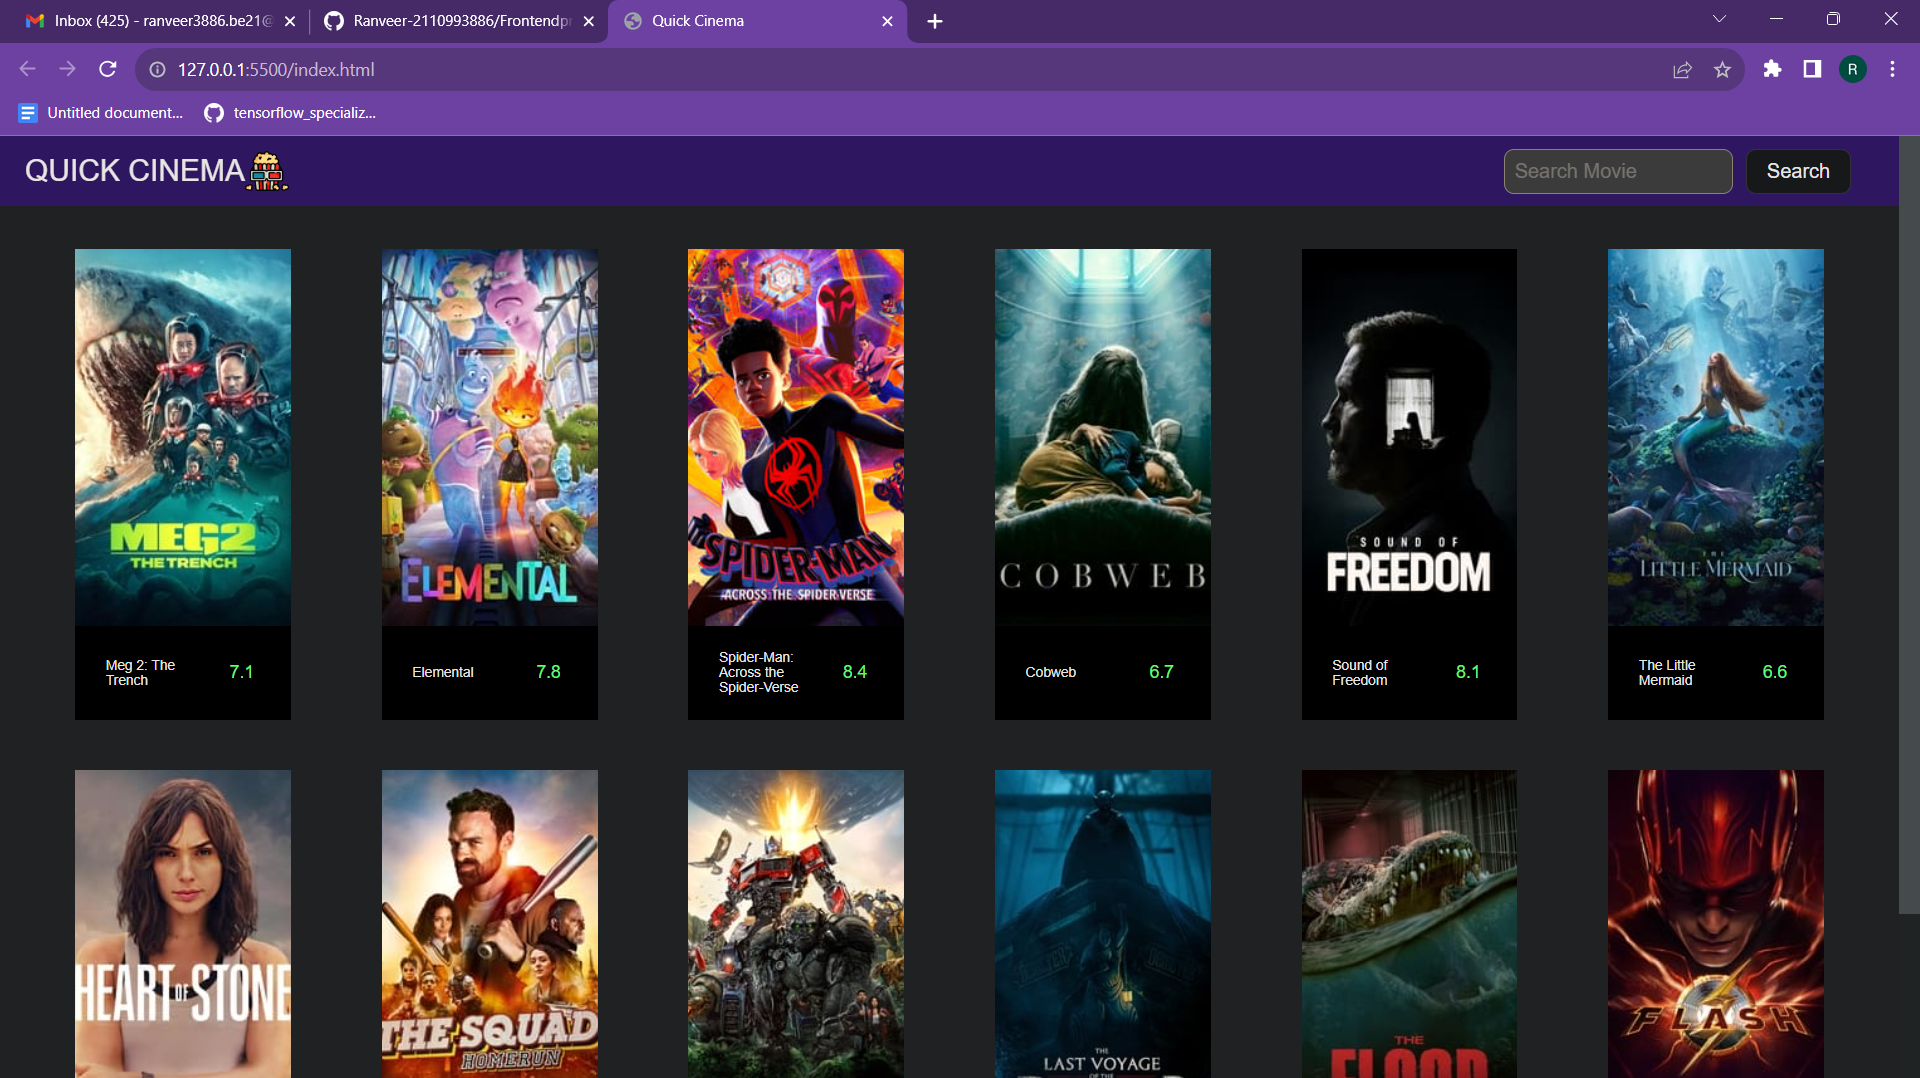 Inbox (425) - ranveer3886.be21@
Ranveer-2110993886/Frontendpr
Quick Cinema
127.0.0.1:5500/index.html
R
Untitled document...
tensorflow_specializ...
QUICK CINEMA
Search Movie
Search
MEG2
THE TRENCH
ELEMENTAL
SPIDER-MAN
ACROSS THE SPIDER-VERSE
COBWEB
SOUND OF
FREEDOM
THE
LITTLE MERMAID
Meg 2: The
Trench
7.1
Elemental
7.8
Spider-Man:
Across the
Spider-Verse
8.4
Cobweb
6.7
Sound of
Freedom
8.1
The Little
Mermaid
6.6
HEART OF STONE
THE SQUAD
HOMERUN
THE
LAST VOYAGE
OF THE
THE
FLOOD
FLASH